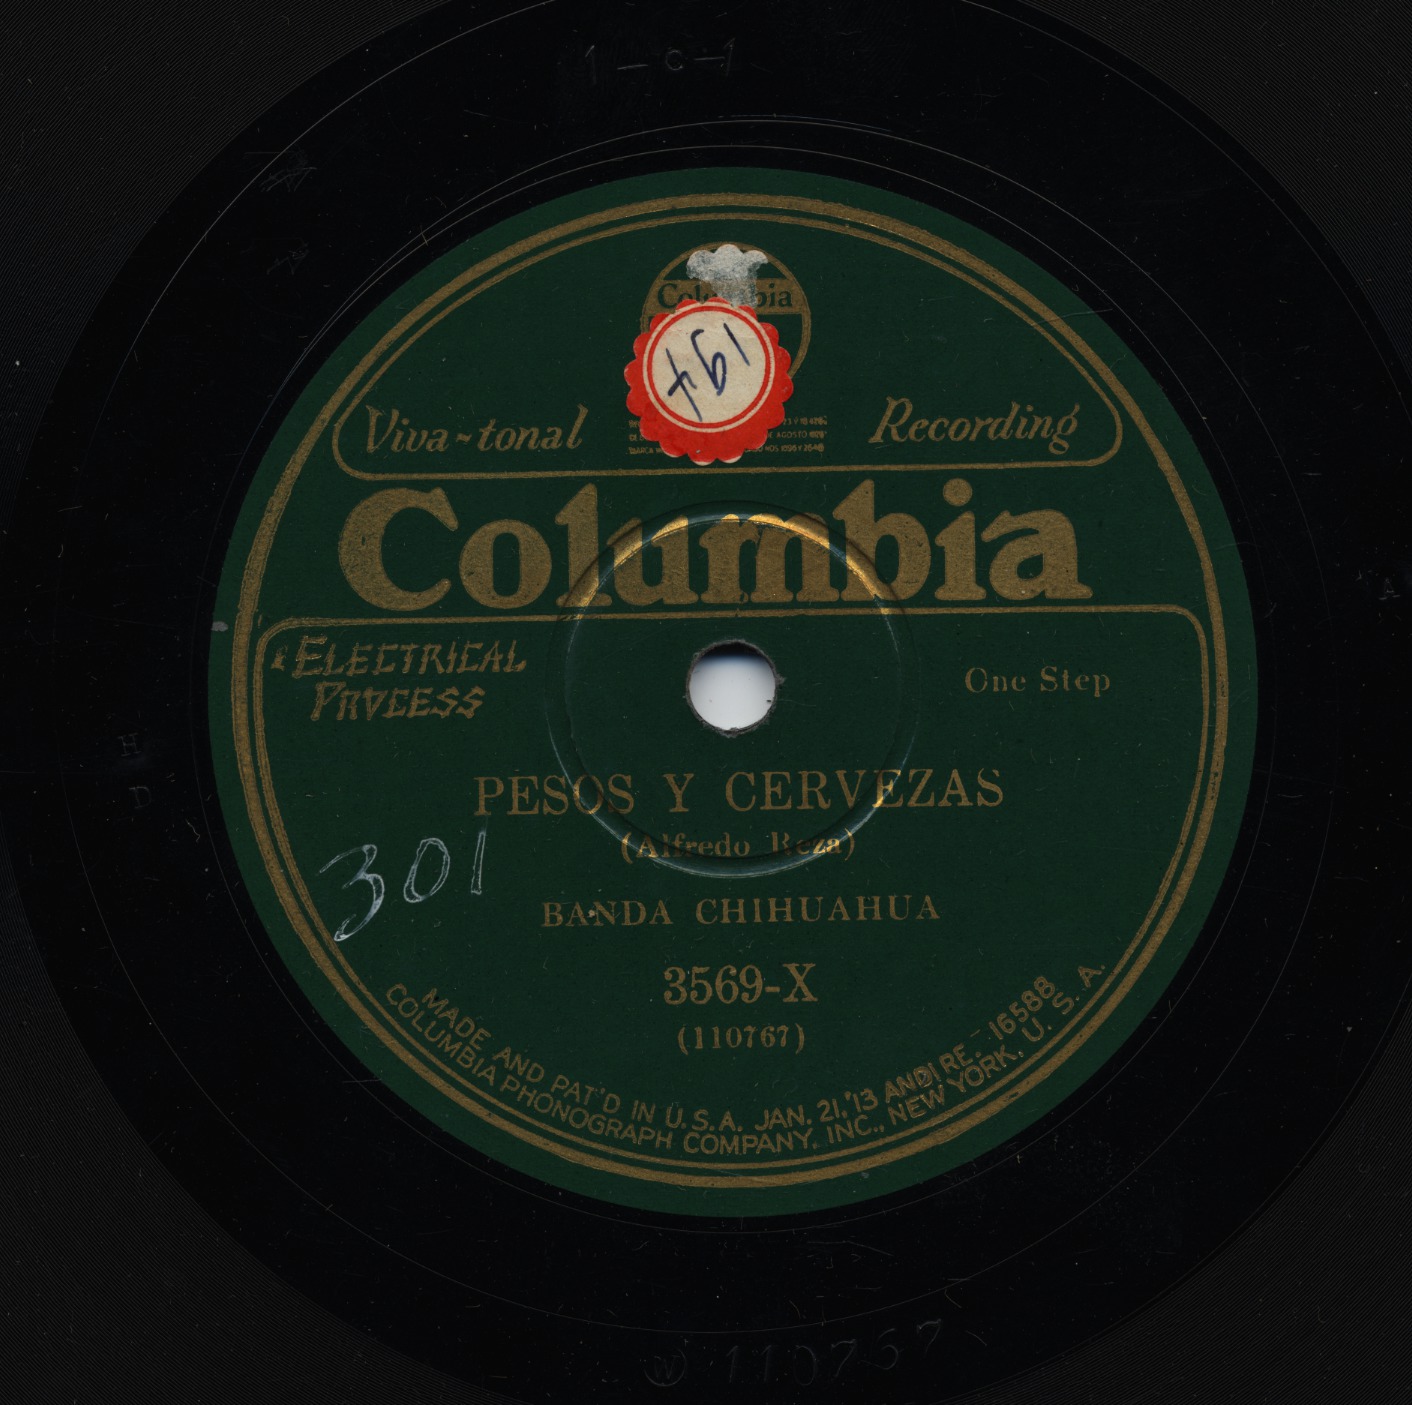 1-C-1
Columbia
194
Viva-tonal Recording
Columbia
ELECTRICAL
PROCESS
One Step
PESOS Y CERVEZAS
(Alfredo Reza)
301
BANDA CHIHUAHUA
3569-X
(110767)
MADE AND PAT'D IN U.S.A. JAN. 21, '13 AND RE. 16588
COLUMBIA PHONOGRAPH COMPANY, INC., NEW YORK, U.S.A.
H
D
A
W 110767